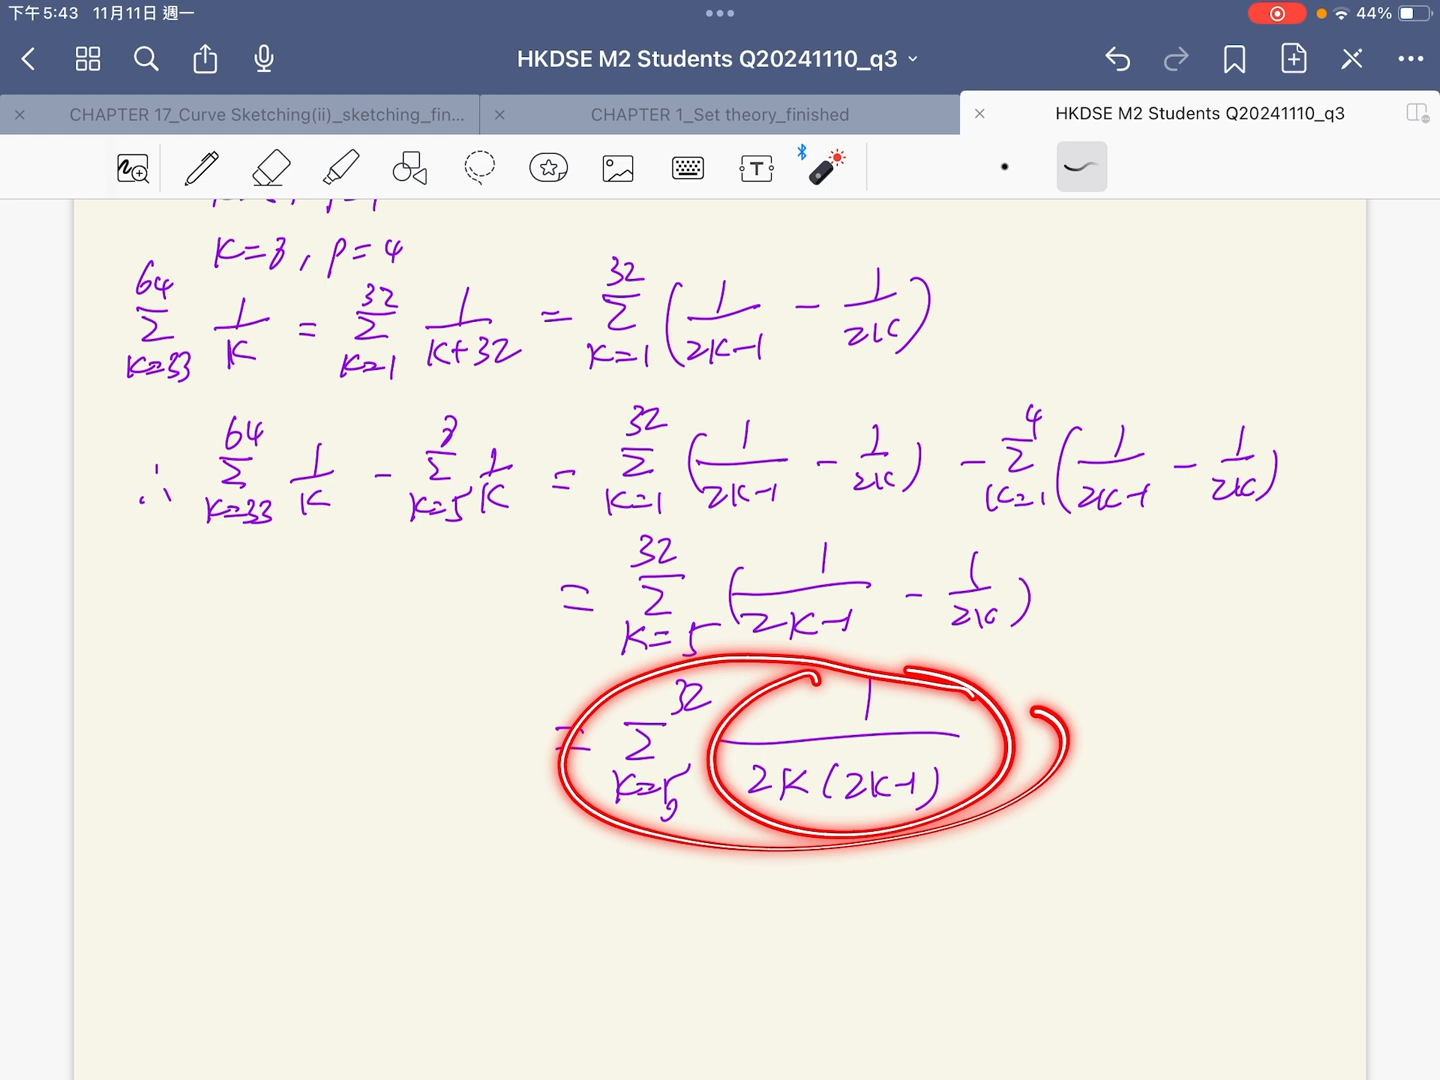 下午5:43 11月11日 週一
44%
HKDSE M2 Students Q20241110_q3
CHAPTER 17_Curve Sketching(ii)_sketching_fin...
CHAPTER 1_Set theory_finished
HKDSE M2 Students Q20241110_q3
T
K=8, P=4
64 Σ K=33 1/K = 32 Σ K=1 1/(K+32) = 32 Σ K=1 (1/(2K-1) - 1/2K)
∴ 64 Σ K=33 1/K - 8 Σ K=5 1/K = 32 Σ K=1 (1/(2K-1) - 1/2K) - 4 Σ K=1 (1/(2K-1) - 1/2K)
= 32 Σ K=5 (1/(2K-1) - 1/2K)
= 32 Σ K=5 1/(2K(2K-1))